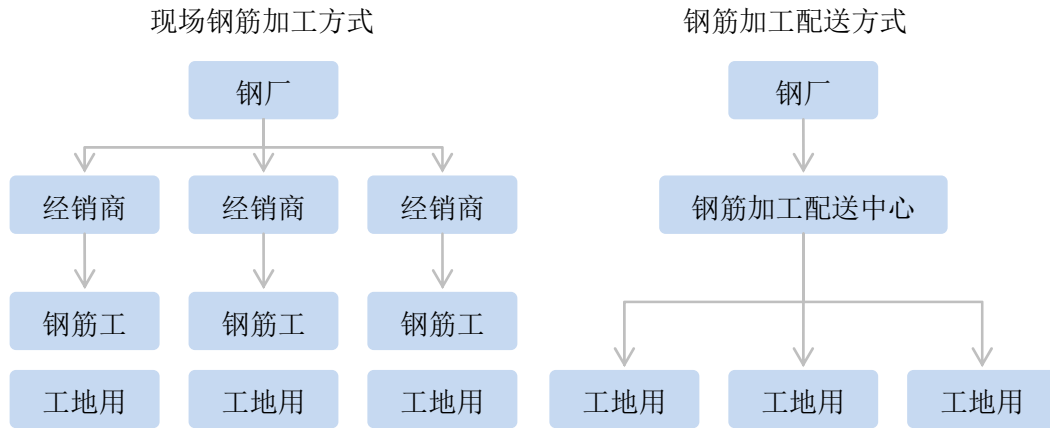 现场钢筋加工方式
钢厂
经销商
经销商
经销商
钢筋工
钢筋工
钢筋工
工地用
工地用
工地用
钢筋加工配送方式
钢厂
钢筋加工配送中心
工地用
工地用
工地用